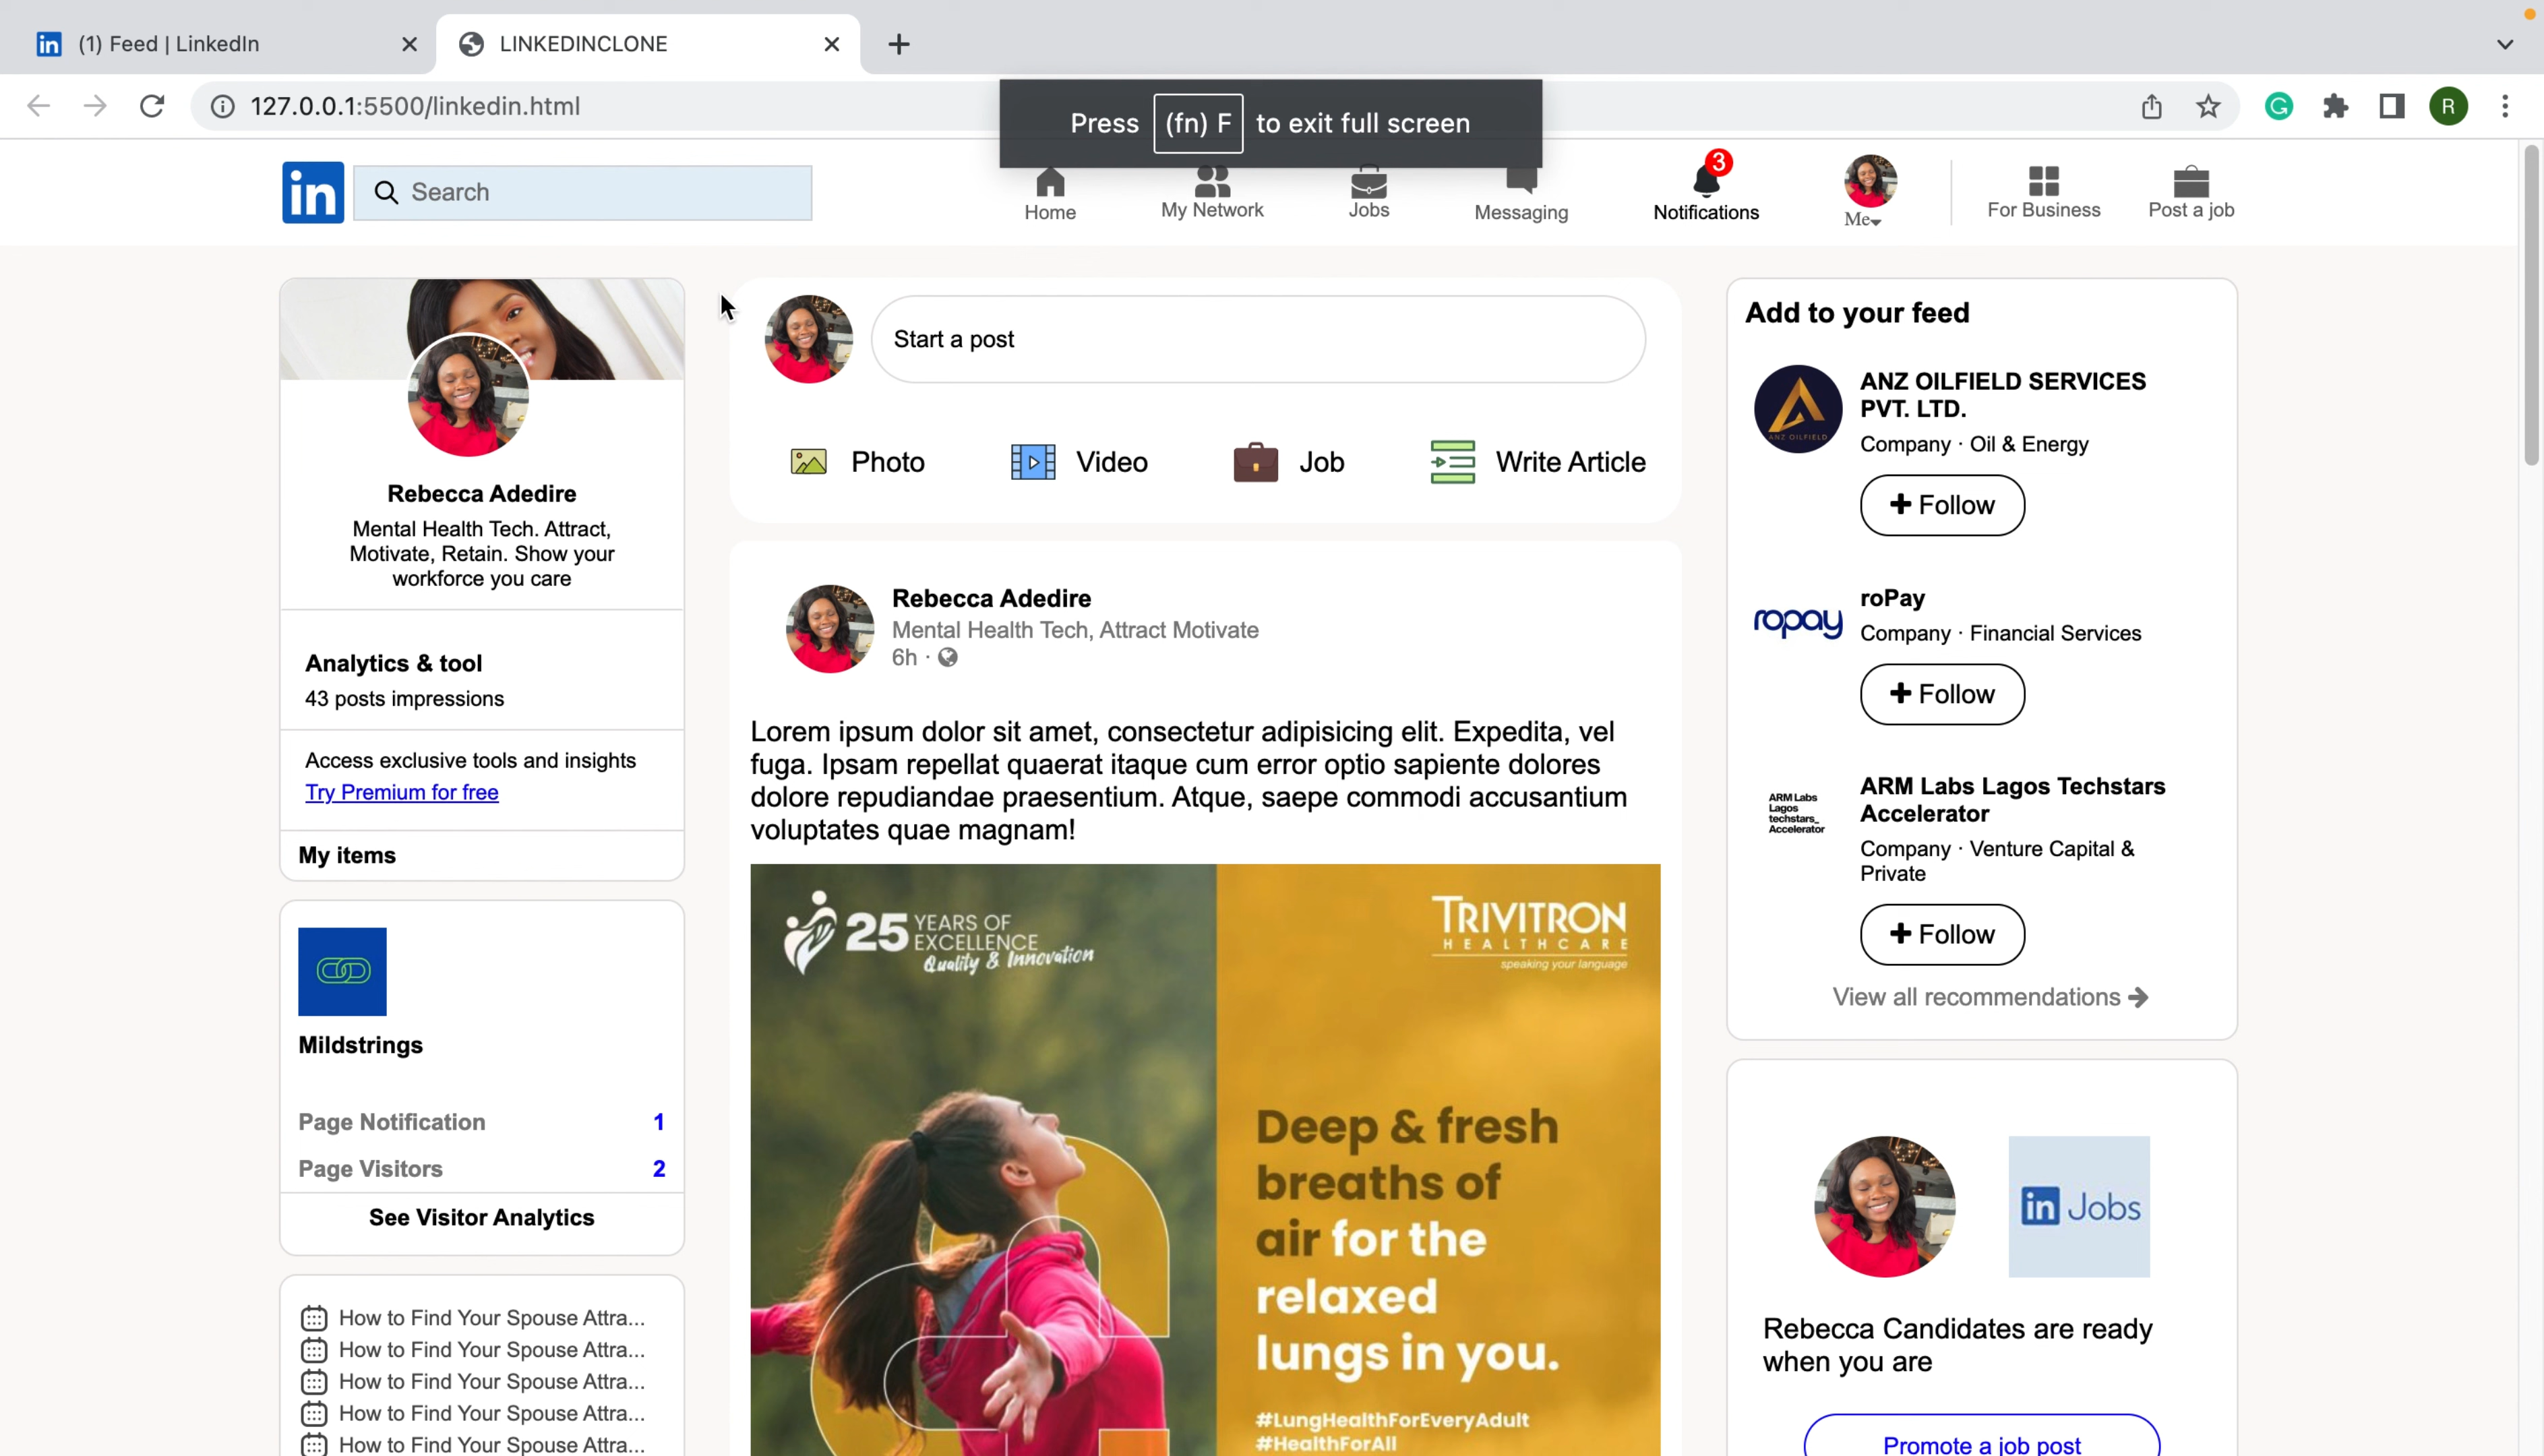 (1) Feed | LinkedIn
LINKEDINCLONE
127.0.0.1:5500/linkedin.html
R
Press (fn) F to exit full screen
in
Search
Home
My Network
Jobs
Messaging
3
Notifications
Me
For Business
Post a job
Rebecca Adedire
Mental Health Tech. Attract,
Motivate, Retain. Show your
workforce you care
Analytics & tool
43 posts impressions
Access exclusive tools and insights
Try Premium for free
My items
Mildstrings
Page Notification 1
Page Visitors 2
See Visitor Analytics
How to Find Your Spouse Attra...
How to Find Your Spouse Attra...
How to Find Your Spouse Attra...
How to Find Your Spouse Attra...
How to Find Your Spouse Attra...
Start a post
Photo
Video
Job
Write Article
Rebecca Adedire
Mental Health Tech, Attract Motivate
6h ·
Lorem ipsum dolor sit amet, consectetur adipisicing elit. Expedita, vel
fuga. Ipsam repellat quaerat itaque cum error optio sapiente dolores
dolore repudiandae praesentium. Atque, saepe commodi accusantium
voluptates quae magnam!
25 YEARS OF
EXCELLENCE
Quality & Innovation
TRIVITRON
HEALTHCARE
speaking your language
Deep & fresh
breaths of
air for the
relaxed
lungs in you.
#LungHealthForEveryAdult
#HealthForAll
Add to your feed
ANZ OILFIELD
ANZ OILFIELD SERVICES
PVT. LTD.
Company · Oil & Energy
+ Follow
ropay
roPay
Company · Financial Services
+ Follow
ARM Labs
Lagos
techstars_
Accelerator
ARM Labs Lagos Techstars
Accelerator
Company · Venture Capital &
Private
+ Follow
View all recommendations →
in Jobs
Rebecca Candidates are ready
when you are
Promote a job post